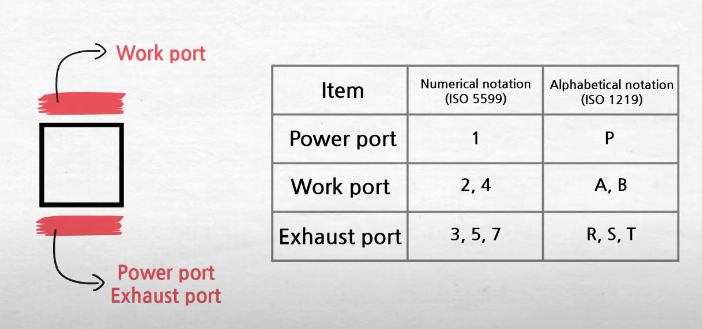 Work port
Item
Numerical notation
(ISO 5599)
Alphabetical notation
(ISO 1219)
Power port
1
P
Work port
2, 4
A, B
Exhaust port
3, 5, 7
R, S, T
Power port
Exhaust port